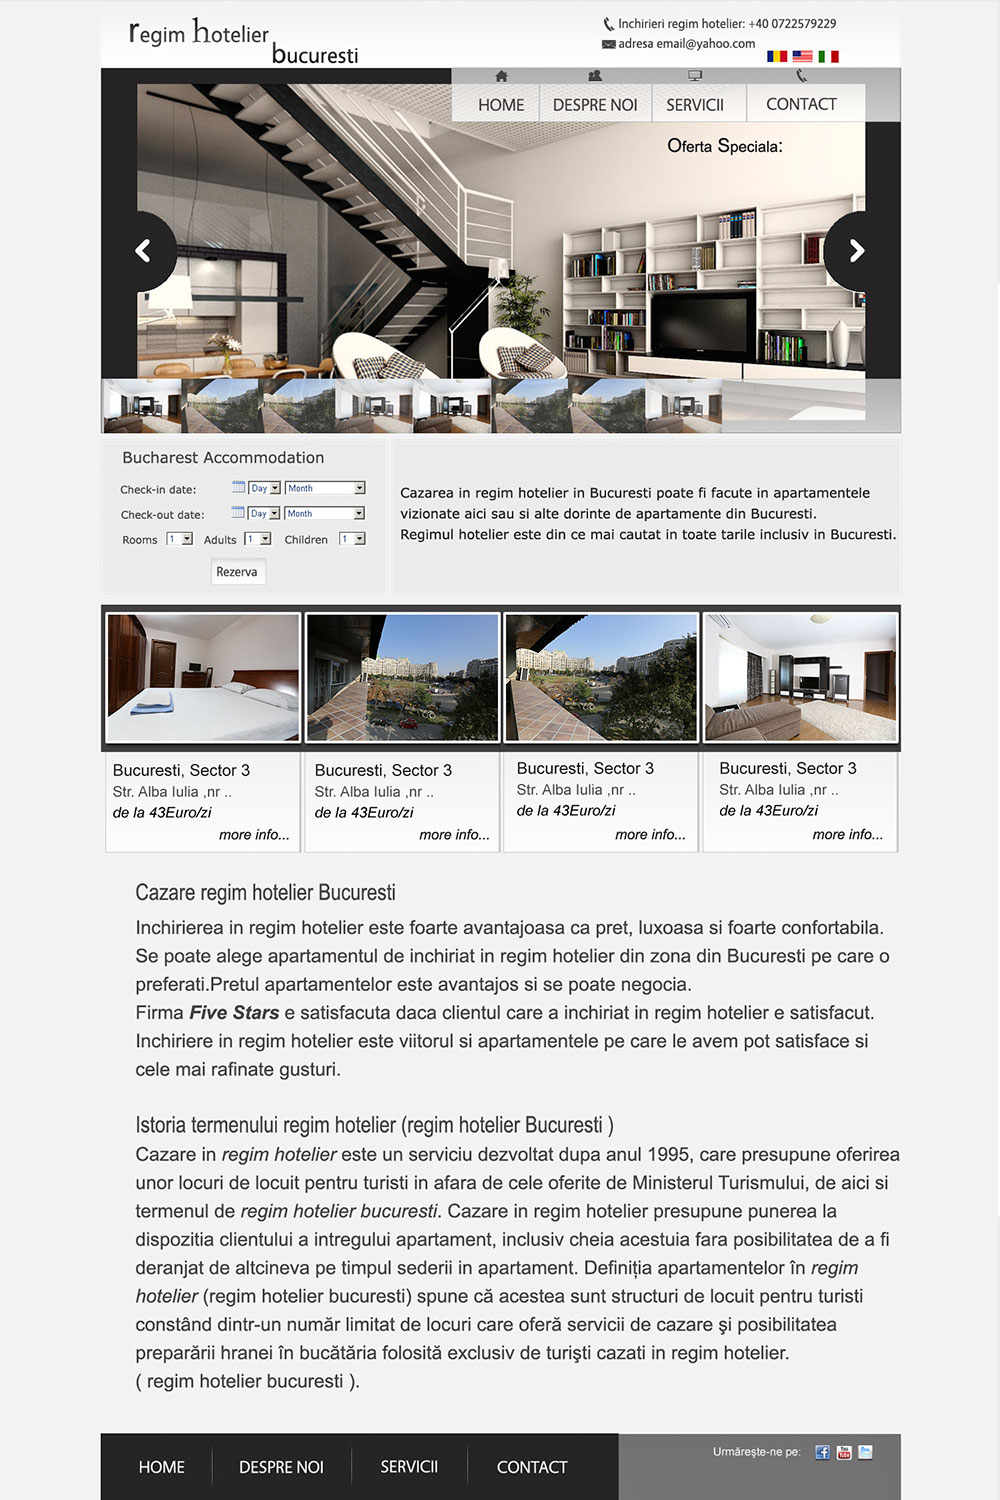 regim Hotelier
bucuresti
Inchirieri regim hotelier: +40 0722579229
adresa email@yahoo.com
HOME DESPRE NOI SERVICII CONTACT
Oferta Speciala:
Bucharest Accommodation
Check-in date: Day Month
Check-out date: Day Month
Rooms 1 Adults 1 Children 1
Rezerva
Cazarea in regim hotelier in Bucuresti poate fi facute in apartamentele
vizionate aici sau si alte dorinte de apartamente din Bucuresti.
Regimul hotelier este din ce mai cautat in toate tarile inclusiv in Bucuresti.
Bucuresti, Sector 3
Str. Alba Iulia ,nr ..
de la 43Euro/zi
more info...
Bucuresti, Sector 3
Str. Alba Iulia ,nr ..
de la 43Euro/zi
more info...
Bucuresti, Sector 3
Str. Alba Iulia ,nr ..
de la 43Euro/zi
more info...
Bucuresti, Sector 3
Str. Alba Iulia ,nr ..
de la 43Euro/zi
more info...
Cazare regim hotelier Bucuresti
Inchirierea in regim hotelier este foarte avantajoasa ca pret, luxoasa si foarte confortabila.
Se poate alege apartamentul de inchiriat in regim hotelier din zona din Bucuresti pe care o
preferati.Pretul apartamentelor este avantajos si se poate negocia.
Firma Five Stars e satisfacuta daca clientul care a inchiriat in regim hotelier e satisfacut.
Inchiriere in regim hotelier este viitorul si apartamentele pe care le avem pot satisface si
cele mai rafinate gusturi.
Istoria termenului regim hotelier (regim hotelier Bucuresti )
Cazare in regim hotelier este un serviciu dezvoltat dupa anul 1995, care presupune oferirea
unor locuri de locuit pentru turisti in afara de cele oferite de Ministerul Turismului, de aici si
termenul de regim hotelier bucuresti. Cazare in regim hotelier presupune punerea la
dispozitia clientului a intregului apartament, inclusiv cheia acestuia fara posibilitatea de a fi
deranjat de altcineva pe timpul sederii in apartament. Definiția apartamentelor în regim
hotelier (regim hotelier bucuresti) spune că acestea sunt structuri de locuit pentru turisti
constând dintr-un număr limitat de locuri care oferă servicii de cazare şi posibilitatea
preparării hranei în bucătăria folosită exclusiv de turişti cazati in regim hotelier.
( regim hotelier bucuresti ).
HOME DESPRE NOI SERVICII CONTACT
Urmăreşte-ne pe:
You Tube